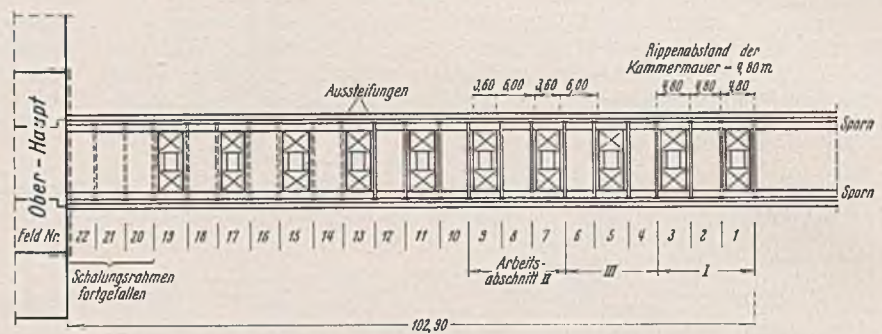 Rippenabstand der
Kammermauer - 4,80 m.
Aussteifungen
3,60 6,00 3,60 6,00
4,80 4,80 4,80
Sporn
Ober-Haupt
Sporn
Feld Nr. 22 21 20 19 18 17 16 15 14 13 12 11 10 9 8 7 6 5 4 3 2 1
Schalungsrahmen
fortgefallen
Arbeits-
abschnitt II
III
I
102,90